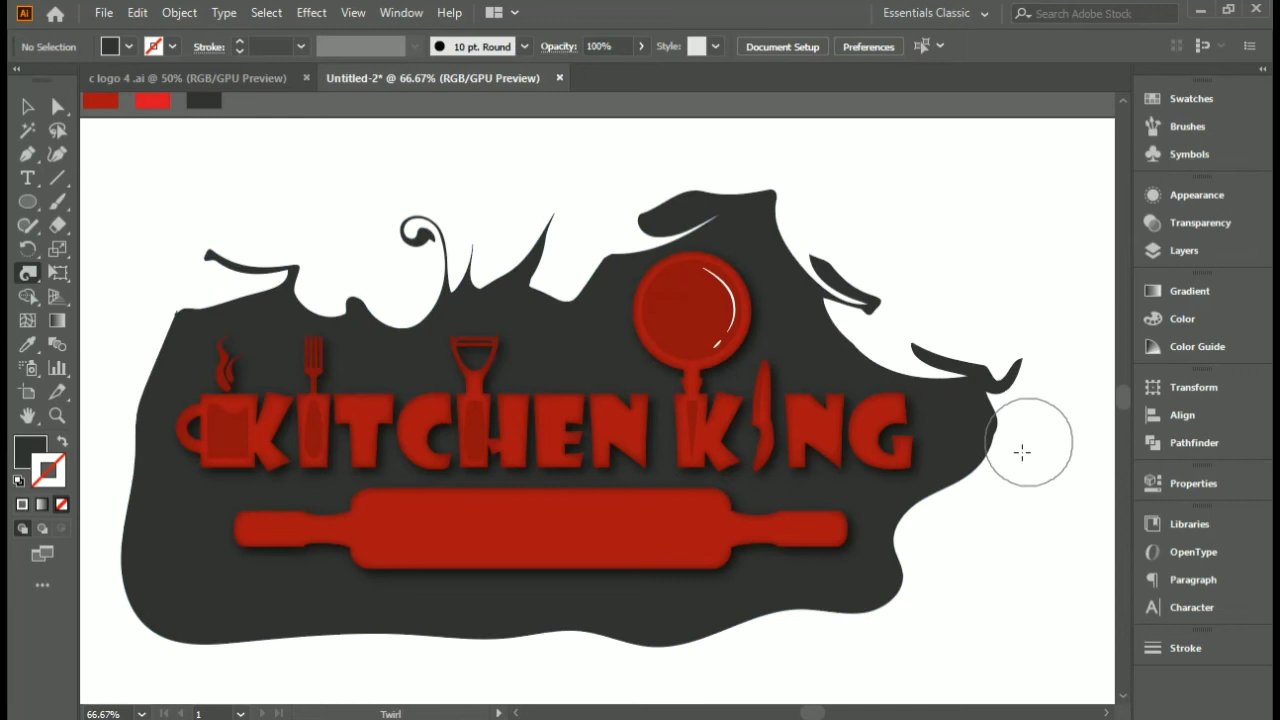 Ai File Edit Object Type Select Effect View Window Help Essentials Classic Search Adobe Stock
No Selection Stroke: 10 pt. Round Opacity: 100% Style: Document Setup Preferences
c logo 4 .ai @ 50% (RGB/GPU Preview) × Untitled-2* @ 66.67% (RGB/GPU Preview) ×
Swatches
Brushes
Symbols
Appearance
Transparency
Layers
Gradient
Color
Color Guide
Transform
Align
Pathfinder
Properties
Libraries
OpenType
Paragraph
Character
Stroke
KITCHEN KING
66.67% 1 Twirl